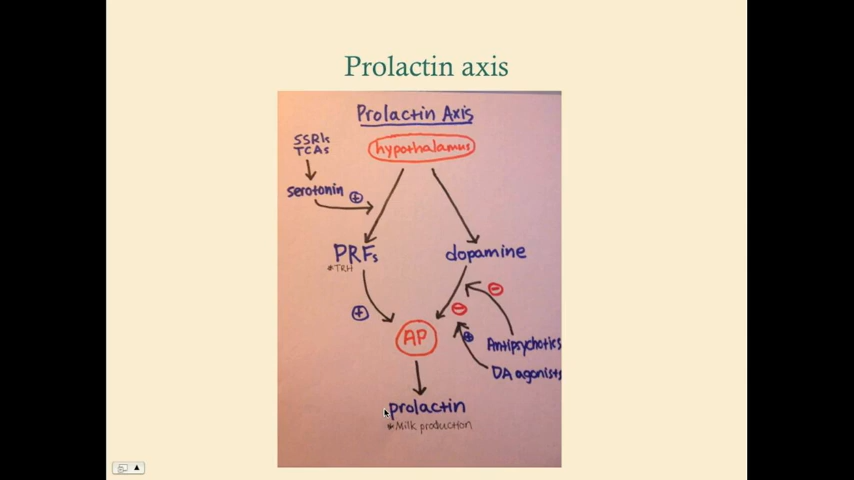 Prolactin axis
Prolactin Axis
hypothalamus
SSRIs
TCAs
serotonin +
PRFs
*TRH
dopamine
+
-
-
AP
+
Antipsychotics
DA agonists
prolactin
*Milk production